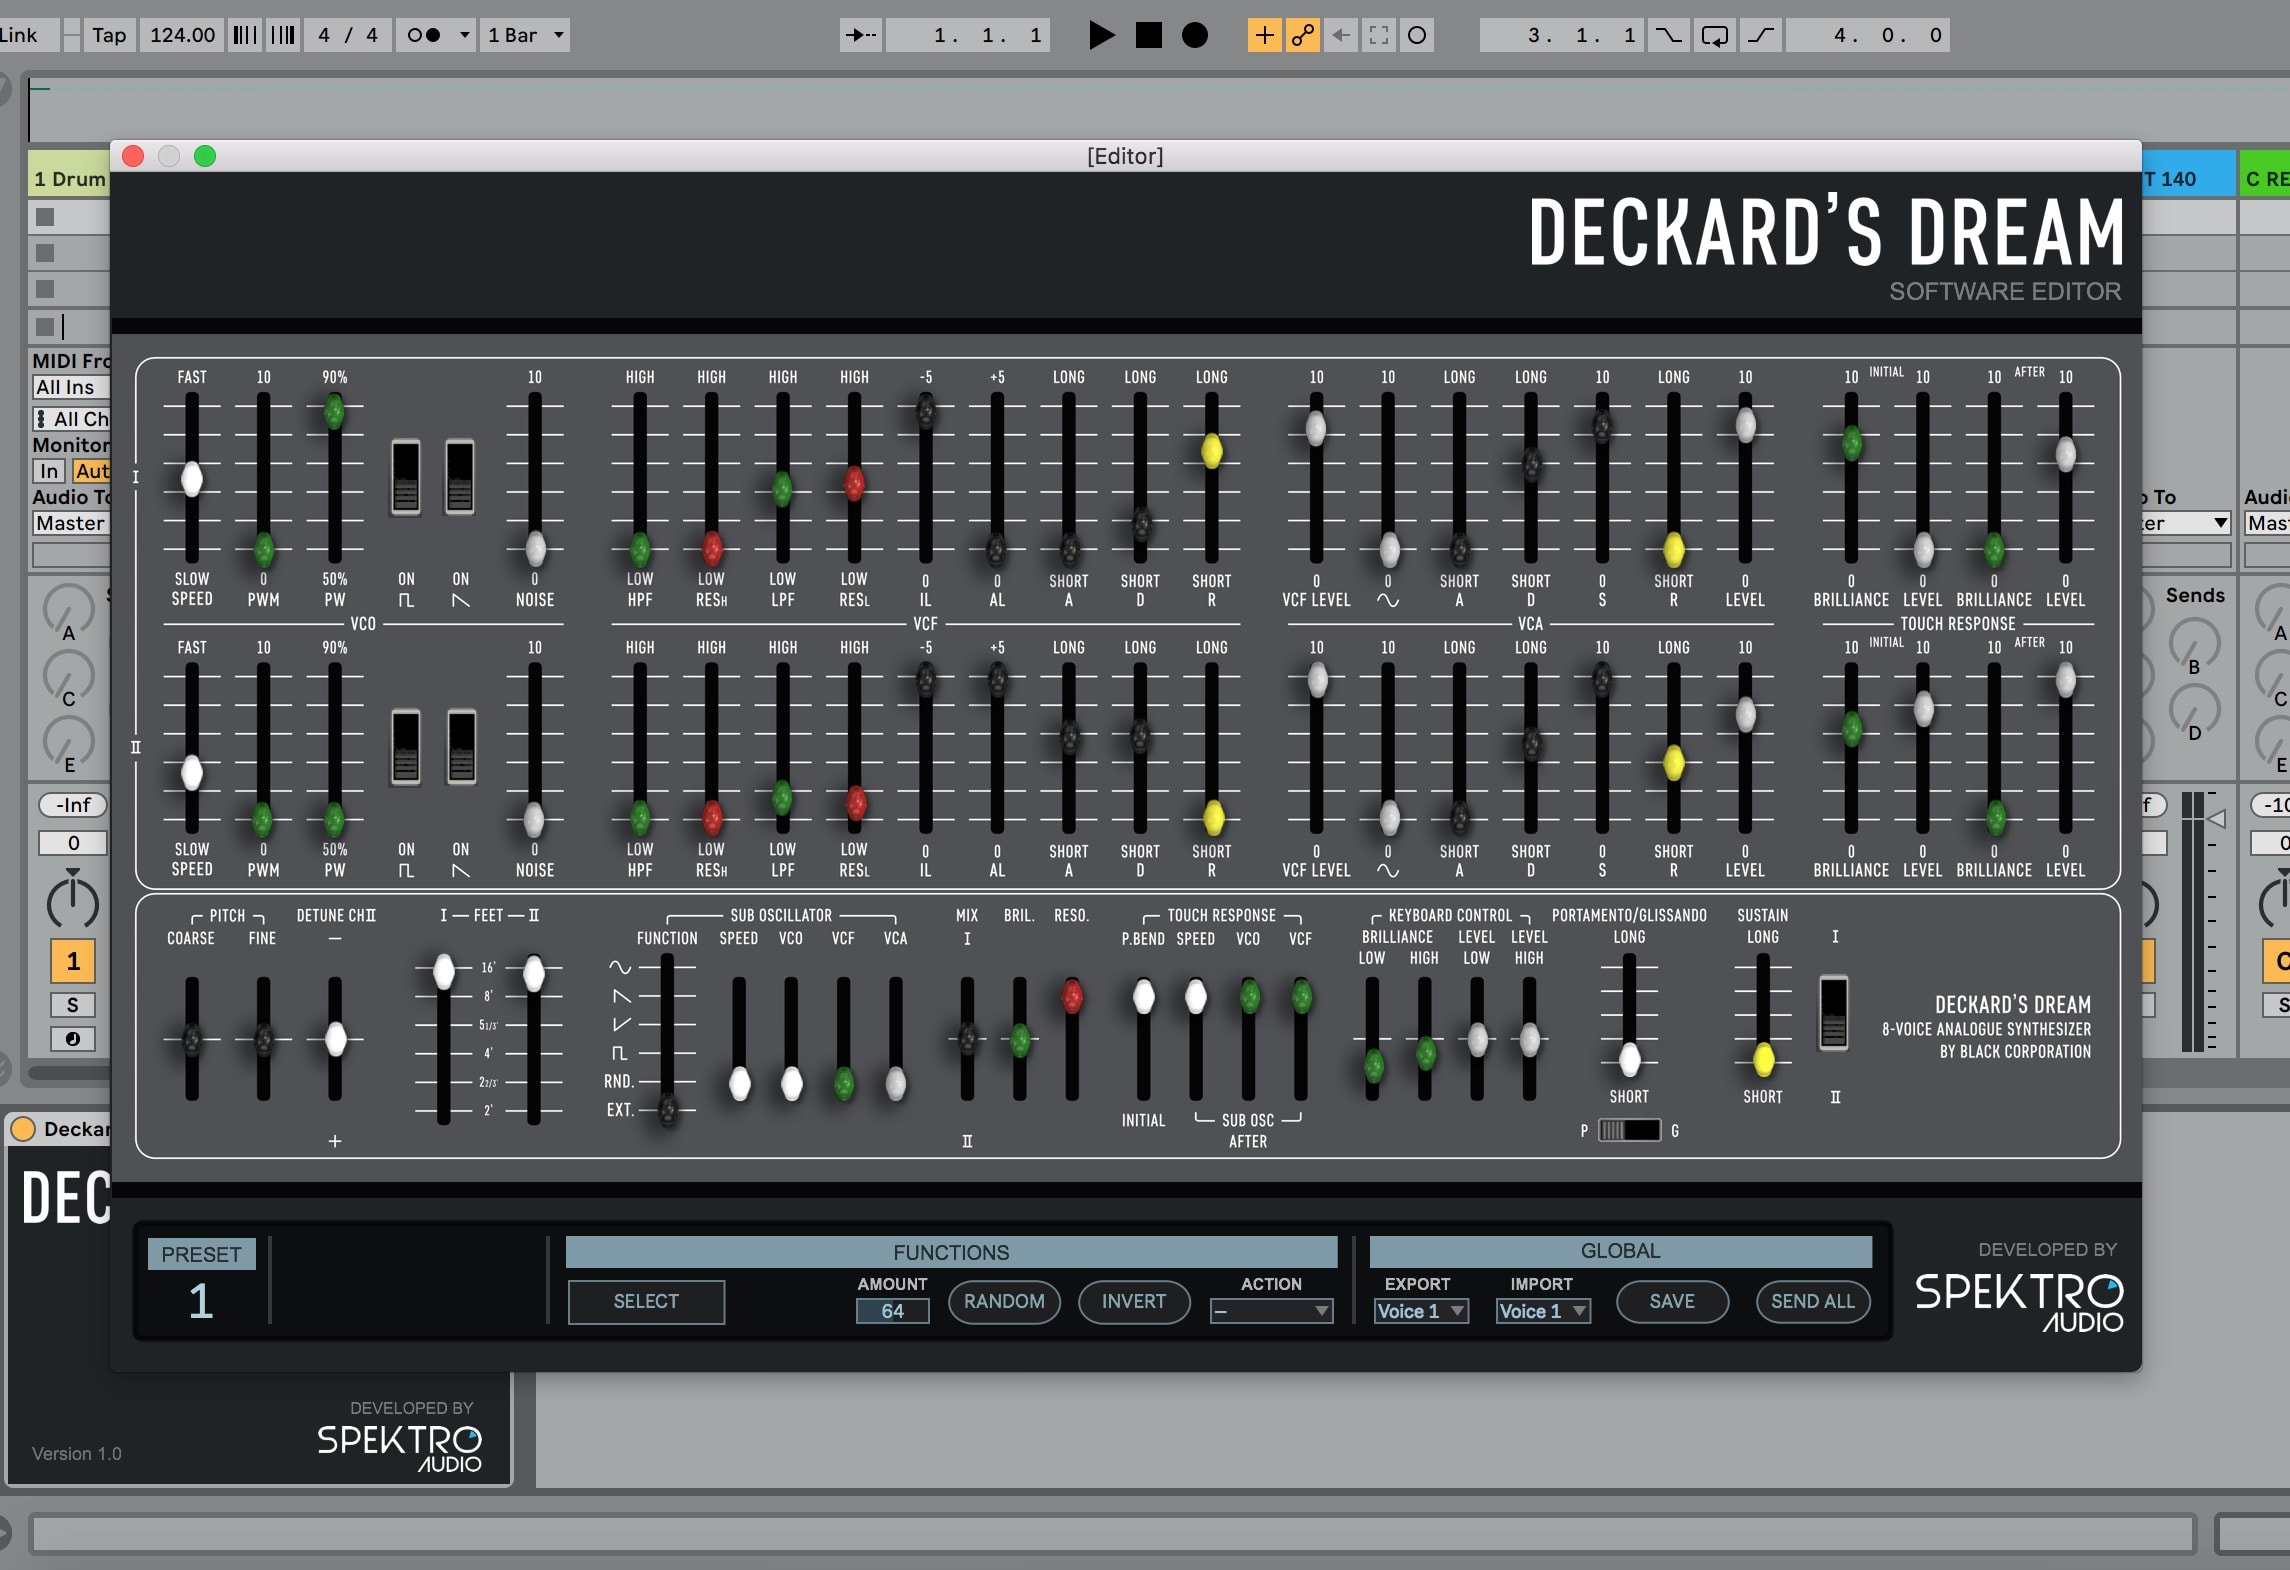 Link Tap 124.00 4 / 4 1 Bar 1. 1. 1 3. 1. 1 4. 0. 0
[Editor]
1 Drum T 140 C RE
DECKARD'S DREAM
SOFTWARE EDITOR
MIDI Fro
All Ins
All Ch
Monitor
In Aut
Audio To
Master
A
C
E
-Inf
0
1
S
FAST 10 90% 10 HIGH HIGH HIGH HIGH -5 +5 LONG LONG LONG 10 10 LONG LONG 10 LONG 10 10 INITIAL 10 10 AFTER 10
I
SLOW 0 50% ON ON 0 LOW LOW LOW LOW 0 0 SHORT SHORT SHORT 0 0 SHORT SHORT 0 SHORT 0 0 0 0 0
SPEED PWM PW NOISE HPF RESH LPF RESL IL AL A D R VCF LEVEL A D S R LEVEL BRILLIANCE LEVEL BRILLIANCE LEVEL
VCO VCF VCA TOUCH RESPONSE
FAST 10 90% 10 HIGH HIGH HIGH HIGH -5 +5 LONG LONG LONG 10 10 LONG LONG 10 LONG 10 10 INITIAL 10 10 AFTER 10
II
SLOW 0 50% ON ON 0 LOW LOW LOW LOW 0 0 SHORT SHORT SHORT 0 0 SHORT SHORT 0 SHORT 0 0 0 0 0
SPEED PWM PW NOISE HPF RESH LPF RESL IL AL A D R VCF LEVEL A D S R LEVEL BRILLIANCE LEVEL BRILLIANCE LEVEL
PITCH DETUNE CHII I FEET II SUB OSCILLATOR MIX BRIL. RESO. TOUCH RESPONSE KEYBOARD CONTROL PORTAMENTO/GLISSANDO SUSTAIN
COARSE FINE — FUNCTION SPEED VCO VCF VCA I P.BEND SPEED VCO VCF BRILLIANCE LEVEL LEVEL LONG LONG I
LOW HIGH LOW HIGH
16'
8'
5 1/3'
4'
2 2/3'
2'
RND.
EXT.
DECKARD'S DREAM
8-VOICE ANALOGUE SYNTHESIZER
BY BLACK CORPORATION
SHORT SHORT II
INITIAL SUB OSC
+ II AFTER P G
o To Audi
ter Mas
Sends
B
D
A
C
E
f -10
0
C
S
Deckar
DEC
PRESET FUNCTIONS GLOBAL
1 SELECT AMOUNT RANDOM INVERT ACTION EXPORT IMPORT SAVE SEND ALL
64 – Voice 1 Voice 1
DEVELOPED BY
SPEKTRO
AUDIO
DEVELOPED BY
SPEKTRO
AUDIO
Version 1.0